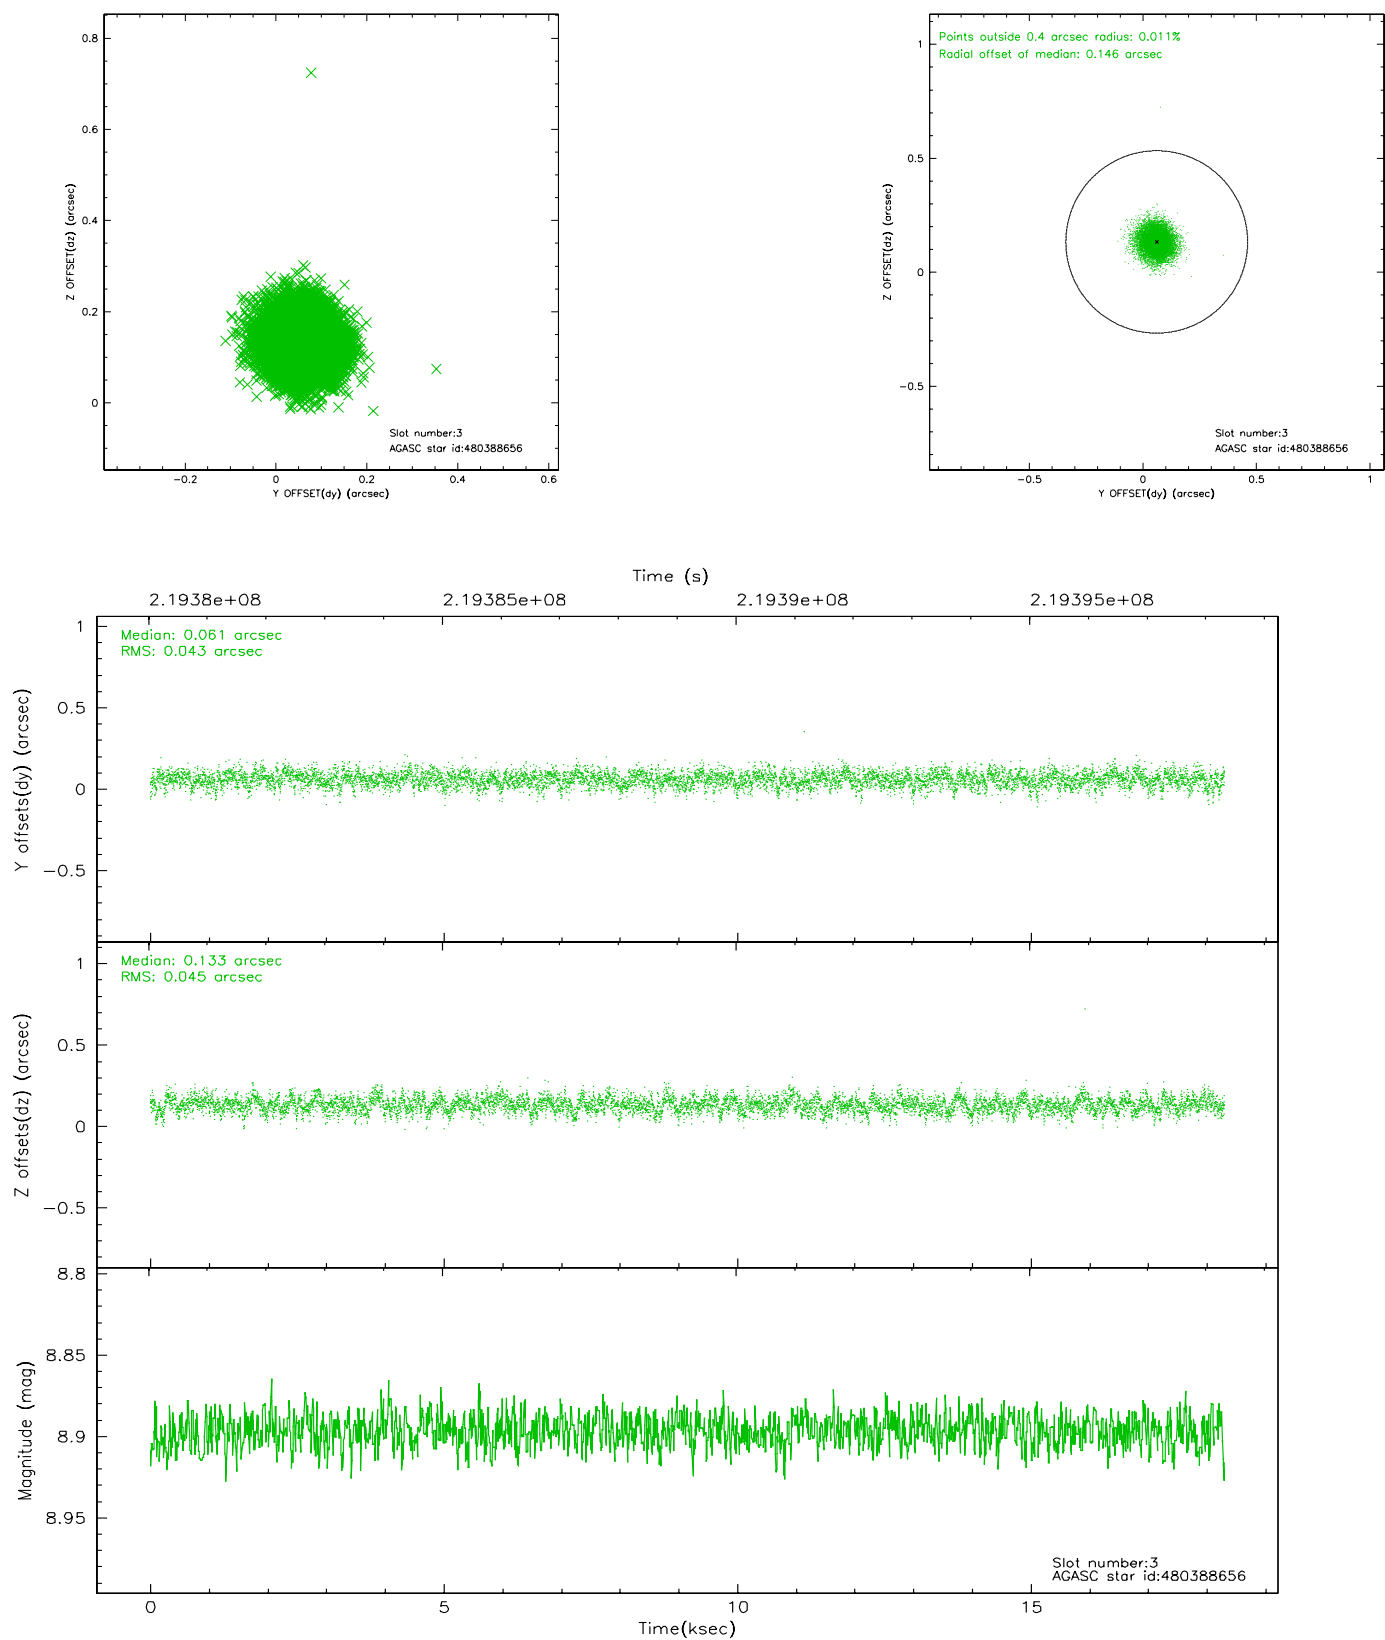 0.8
0.6
0.4
0.2
0
Z OFFSET(dz) (arcsec)
−0.2 0 0.2 0.4 0.6
Y OFFSET(dy) (arcsec)
Slot number:3
AGASC star id:480388656
Points outside 0.4 arcsec radius: 0.011%
Radial offset of median: 0.146 arcsec
1
0.5
0
−0.5
Z OFFSET(dz) (arcsec)
−0.5 0 0.5 1
Y OFFSET(dy) (arcsec)
Slot number:3
AGASC star id:480388656
Time (s)
2.1938e+08 2.19385e+08 2.1939e+08 2.19395e+08
Median: 0.061 arcsec
RMS: 0.043 arcsec
1
0.5
0
−0.5
Y offsets(dy) (arcsec)
Median: 0.133 arcsec
RMS: 0.045 arcsec
1
0.5
0
−0.5
Z offsets(dz) (arcsec)
8.8
8.85
8.9
8.95
Magnitude (mag)
Slot number:3
AGASC star id:480388656
0 5 10 15
Time(ksec)